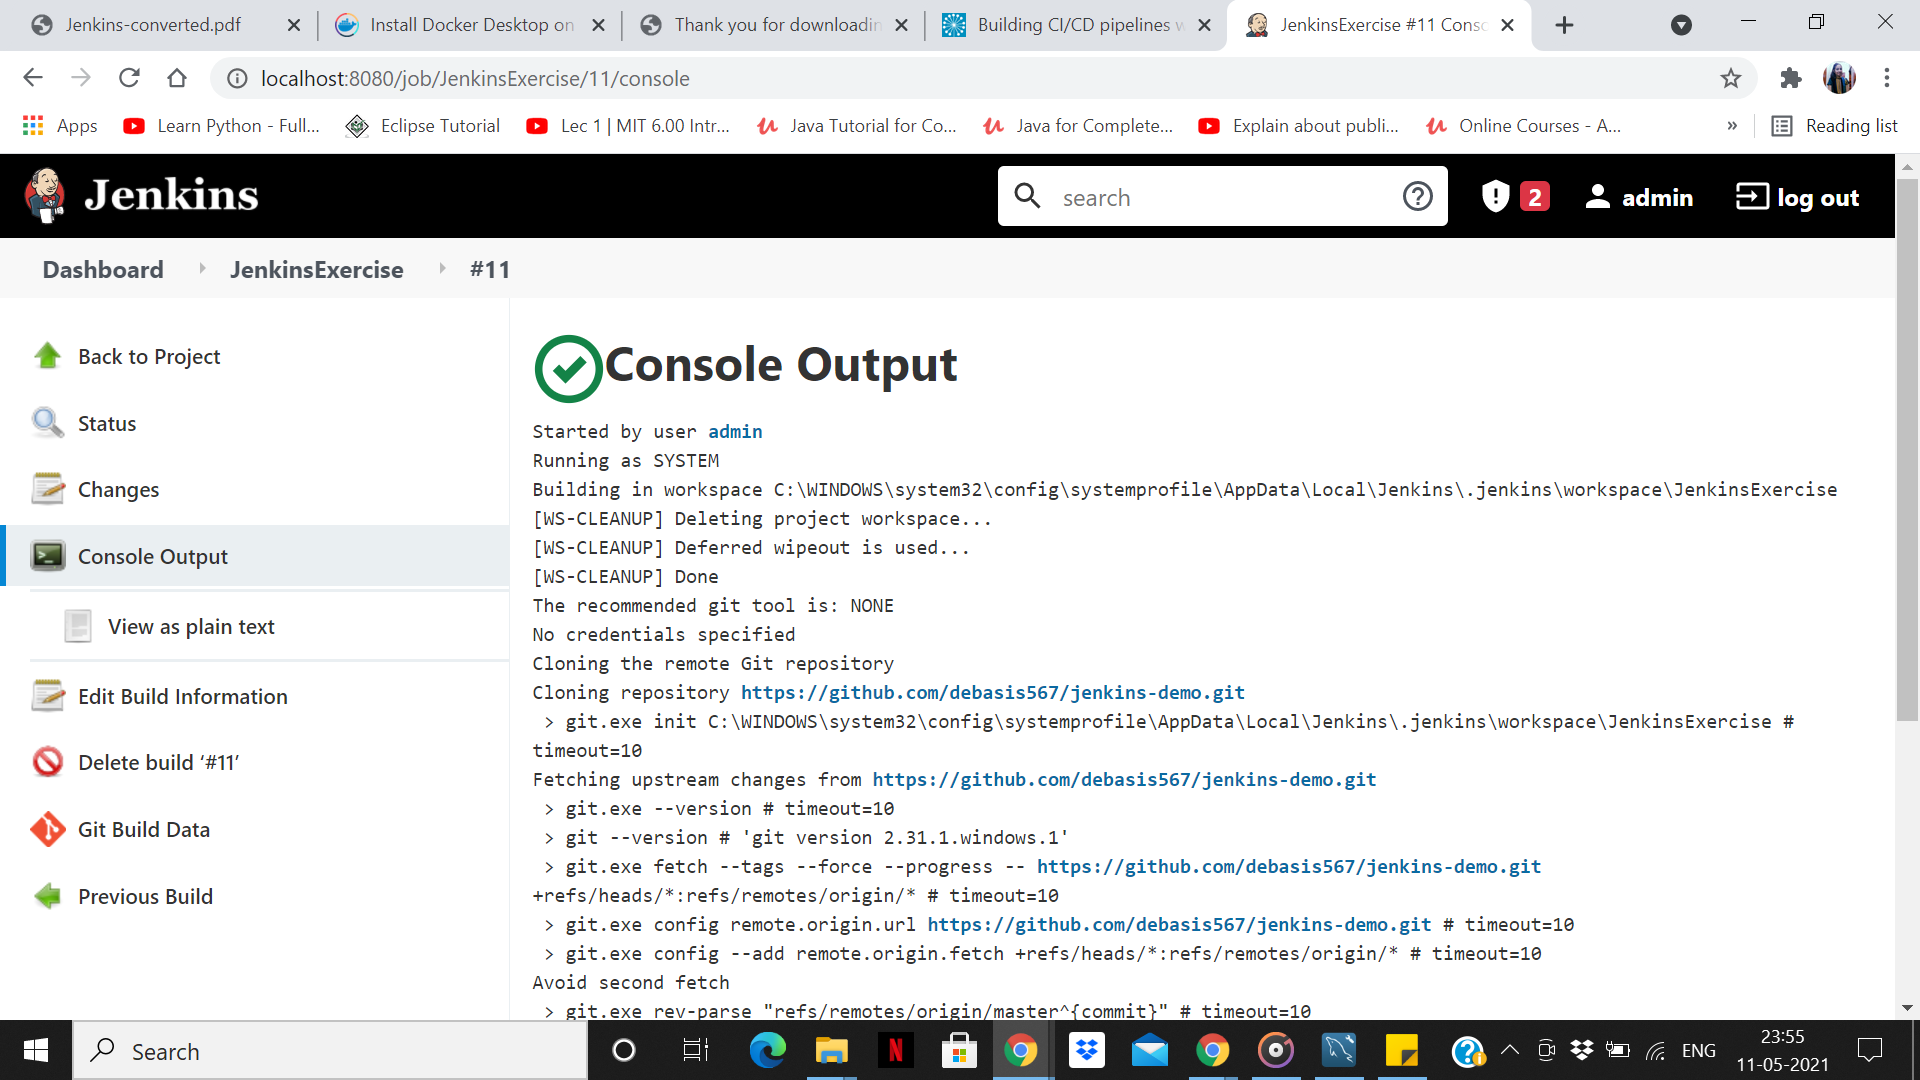 Jenkins-converted.pdf
Install Docker Desktop on
Thank you for downloadin
Building CI/CD pipelines w
JenkinsExercise #11 Consc
localhost:8080/job/JenkinsExercise/11/console
Apps
Learn Python - Full...
Eclipse Tutorial
Lec 1 | MIT 6.00 Intr...
Java Tutorial for Co...
Java for Complete...
Explain about publi...
Online Courses - A...
»
Reading list
Jenkins
search
2
admin
log out
Dashboard
JenkinsExercise
#11
Back to Project
Status
Changes
Console Output
View as plain text
Edit Build Information
Delete build ‘#11’
Git Build Data
Previous Build
Console Output
Started by user admin
Running as SYSTEM
Building in workspace C:\WINDOWS\system32\config\systemprofile\AppData\Local\Jenkins\.jenkins\workspace\JenkinsExercise
[WS-CLEANUP] Deleting project workspace...
[WS-CLEANUP] Deferred wipeout is used...
[WS-CLEANUP] Done
The recommended git tool is: NONE
No credentials specified
Cloning the remote Git repository
Cloning repository https://github.com/debasis567/jenkins-demo.git
> git.exe init C:\WINDOWS\system32\config\systemprofile\AppData\Local\Jenkins\.jenkins\workspace\JenkinsExercise #
timeout=10
Fetching upstream changes from https://github.com/debasis567/jenkins-demo.git
> git.exe --version # timeout=10
> git --version # 'git version 2.31.1.windows.1'
> git.exe fetch --tags --force --progress -- https://github.com/debasis567/jenkins-demo.git
+refs/heads/*:refs/remotes/origin/* # timeout=10
> git.exe config remote.origin.url https://github.com/debasis567/jenkins-demo.git # timeout=10
> git.exe config --add remote.origin.fetch +refs/heads/*:refs/remotes/origin/* # timeout=10
Avoid second fetch
> git.exe rev-parse "refs/remotes/origin/master^{commit}" # timeout=10
Search
N
ENG
23:55
11-05-2021